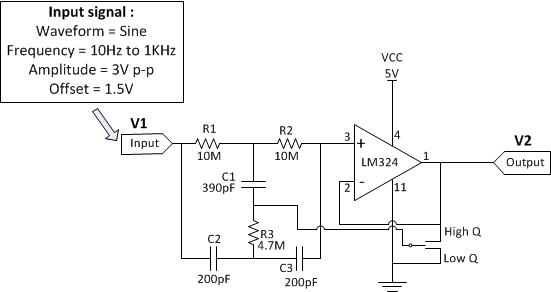 Input signal :
Waveform = Sine
Frequency = 10Hz to 1KHz
Amplitude = 3V p-p
Offset = 1.5V
VCC
5V
V1
Input
R1
10M
R2
10M
3
+
4
LM324
1
V2
Output
2
-
11
C1
390pF
R3
4.7M
C2
200pF
C3
200pF
High Q
Low Q